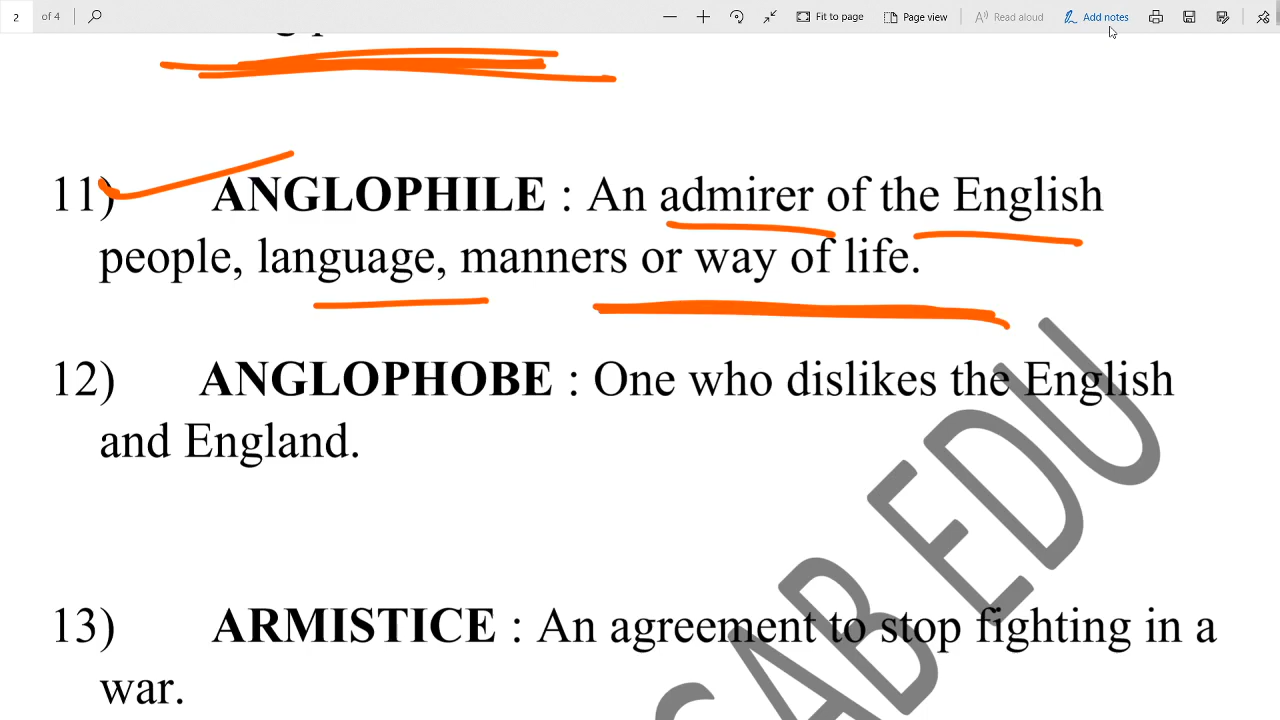 2 of 4 Fit to page Page view Read aloud Add notes
11) ANGLOPHILE : An admirer of the English
people, language, manners or way of life.
12) ANGLOPHOBE : One who dislikes the English
and England.
13) ARMISTICE : An agreement to stop fighting in a
war.
CAB EDU